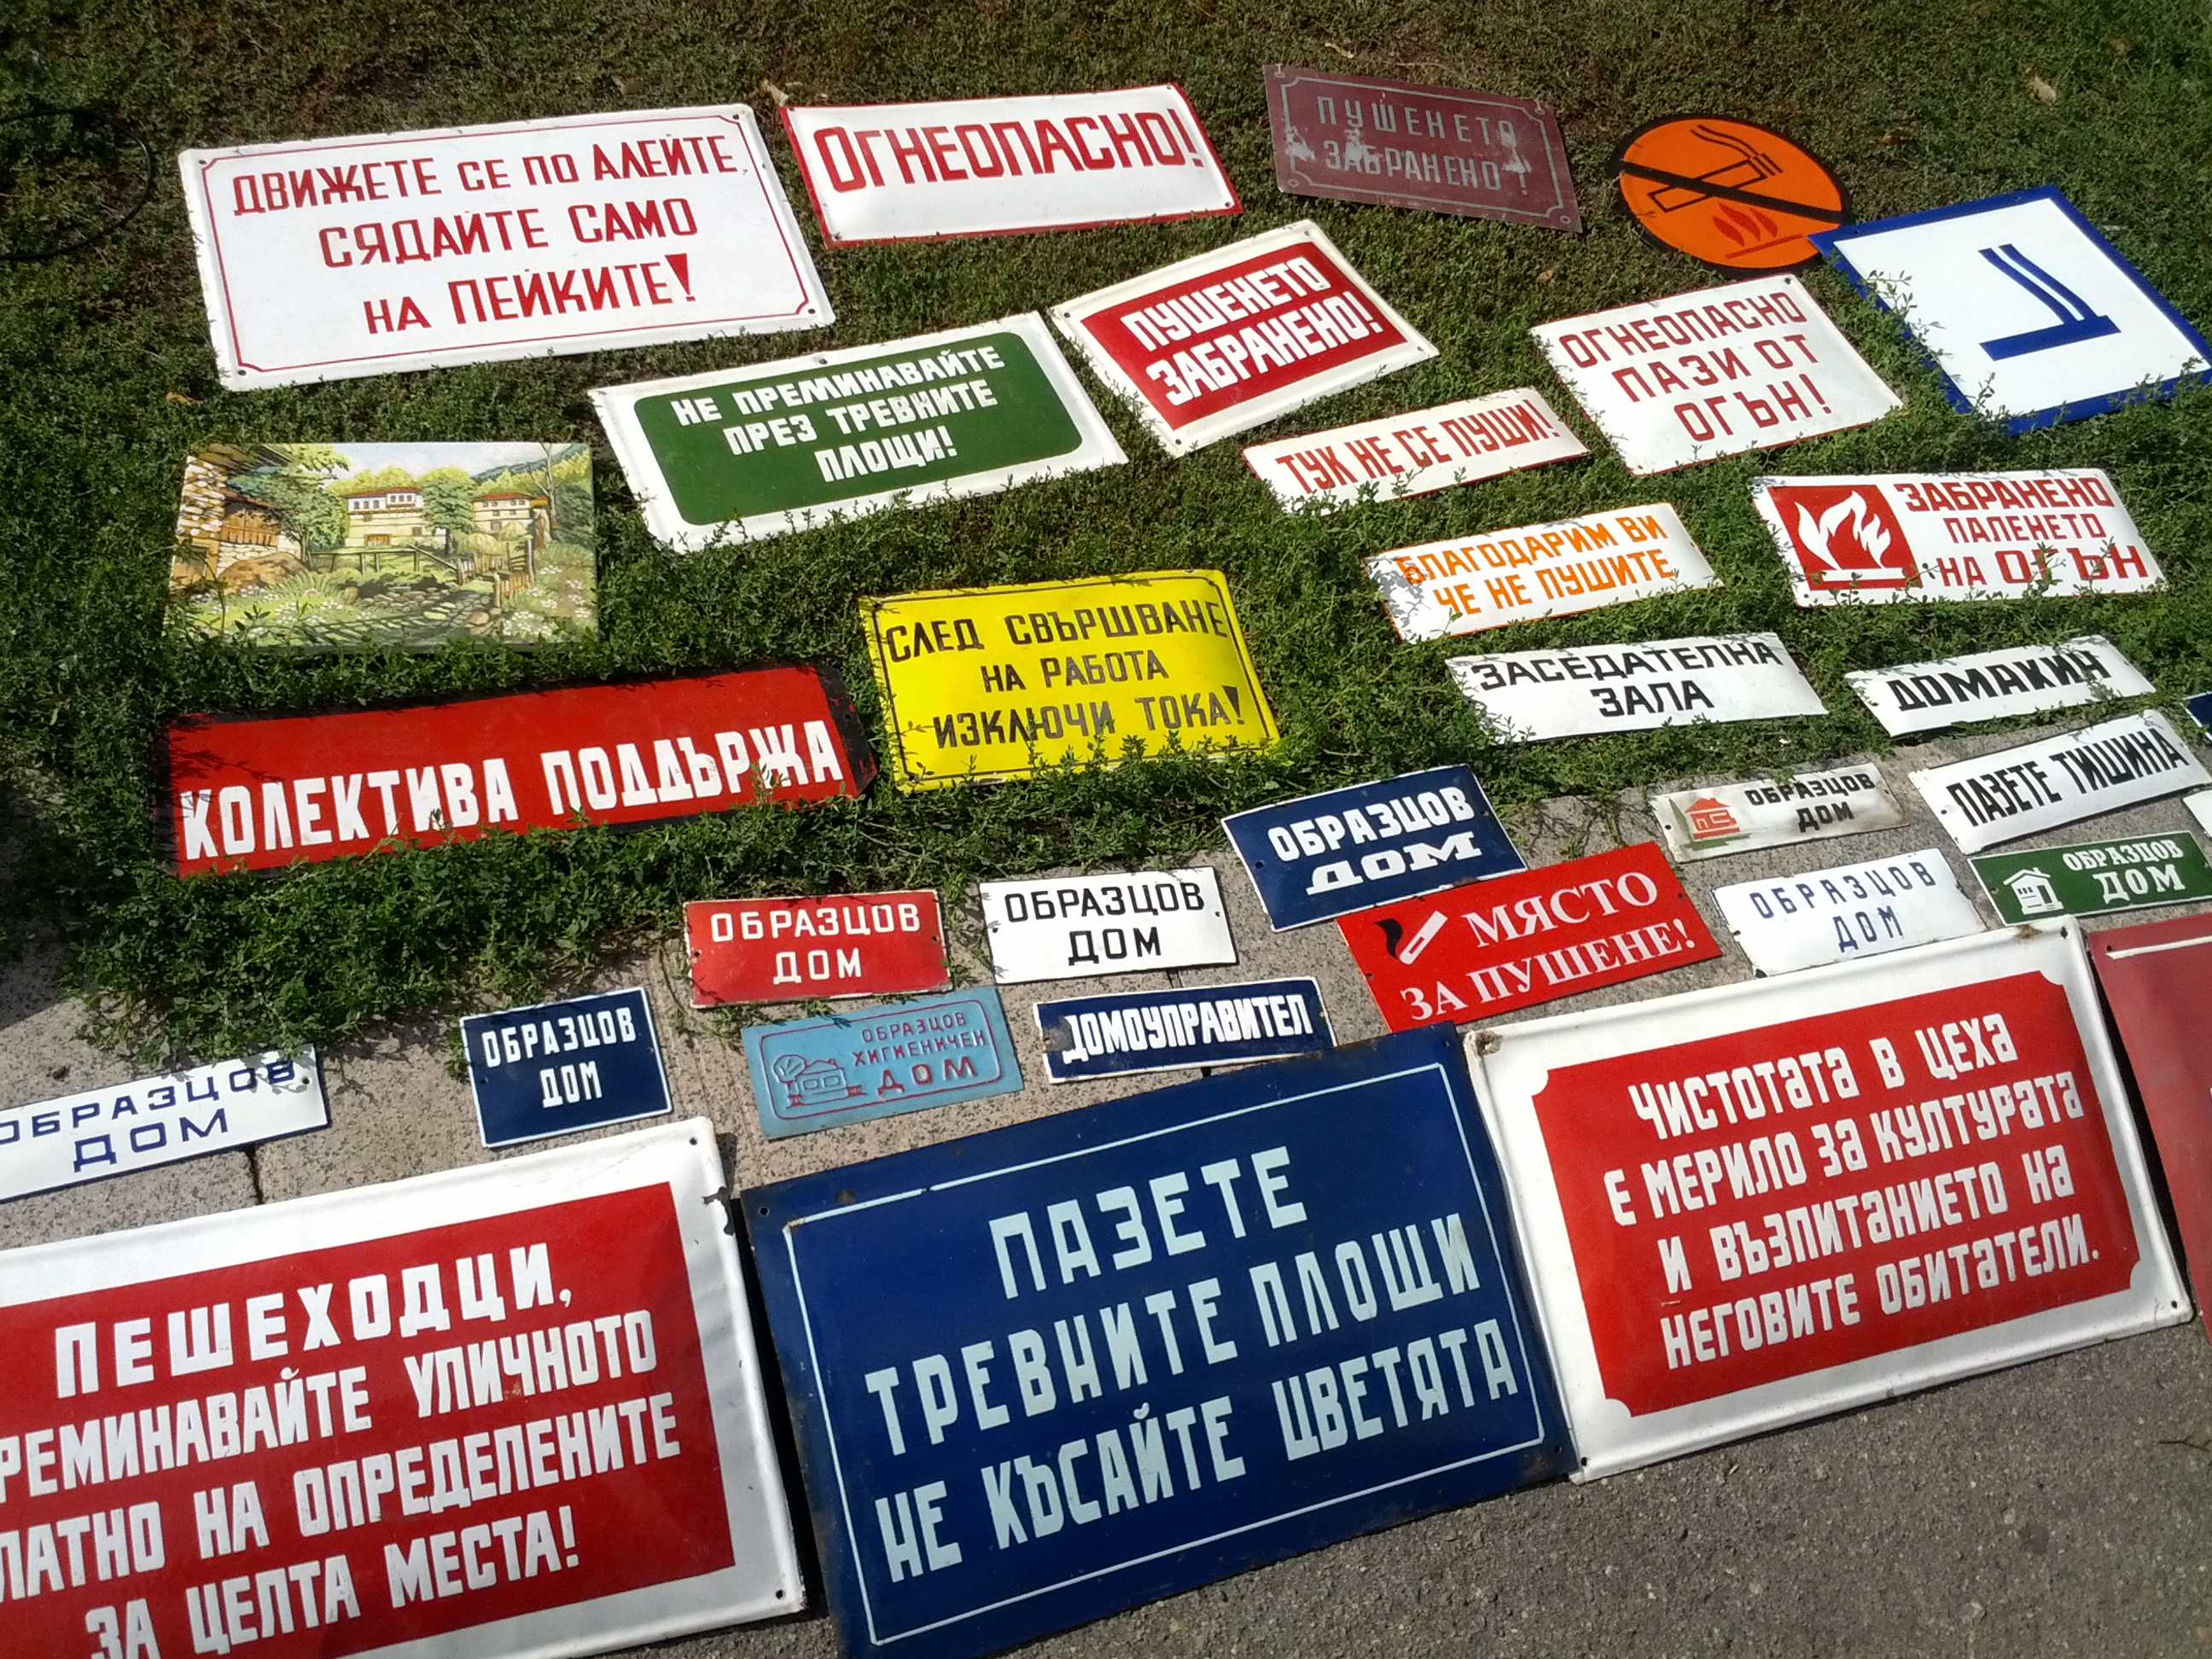 ДВИЖЕТЕ СЕ ПО АЛЕЙТЕ,
СЯДАЙТЕ САМО
НА ПЕЙКИТЕ!
ОГНЕОПАСНО!
ПУШЕНЕТО
ЗАБРАНЕНО!
НЕ ПРЕМИНАВАЙТЕ
ПРЕЗ ТРЕВНИТЕ
ПЛОЩИ!
ПУШЕНЕТО
ЗАБРАНЕНО!
ОГНЕОПАСНО
ПАЗИ ОТ
ОГЪН!
ТУК НЕ СЕ ПУШИ!
БЛАГОДАРИМ ВИ
ЧЕ НЕ ПУШИТЕ
ЗАБРАНЕНО
ПАЛЕНЕТО
НА ОГЪН
СЛЕД СВЪРШВАНЕ
НА РАБОТА
ИЗКЛЮЧИ ТОКА!
ЗАСЕДАТЕЛНА
ЗАЛА
ДОМАКИН
КОЛЕКТИВА ПОДДЪРЖА
ОБРАЗЦОВ
ДОМ
ОБРАЗЦОВ
ДОМ
ПАЗЕТЕ ТИШИНА
ОБРАЗЦОВ
ДОМ
ОБРАЗЦОВ
ДОМ
МЯСТО
ЗА ПУШЕНЕ!
ОБРАЗЦОВ
ДОМ
ОБРАЗЦОВ
ДОМ
ОБРАЗЦОВ
ДОМ
ОБРАЗЦОВ
ДОМ
ОБРАЗЦОВ
ХИГИЕНИЧЕН
ДОМ
ДОМОУПРАВИТЕЛ
ПЕШЕХОДЦИ,
РЕМИНАВАЙТЕ УЛИЧНОТО
ЛАТНО НА ОПРЕДЕЛЕНИТЕ
ЗА ЦЕЛТА МЕСТА!
ПАЗЕТЕ
ТРЕВНИТЕ ПЛОЩИ
НЕ КЪСАЙТЕ ЦВЕТЯТА
ЧИСТОТАТА В ЦЕХА
Е МЕРИЛО ЗА КУЛТУРАТА
И ВЪЗПИТАНИЕТО НА
НЕГОВИТЕ ОБИТАТЕЛИ.